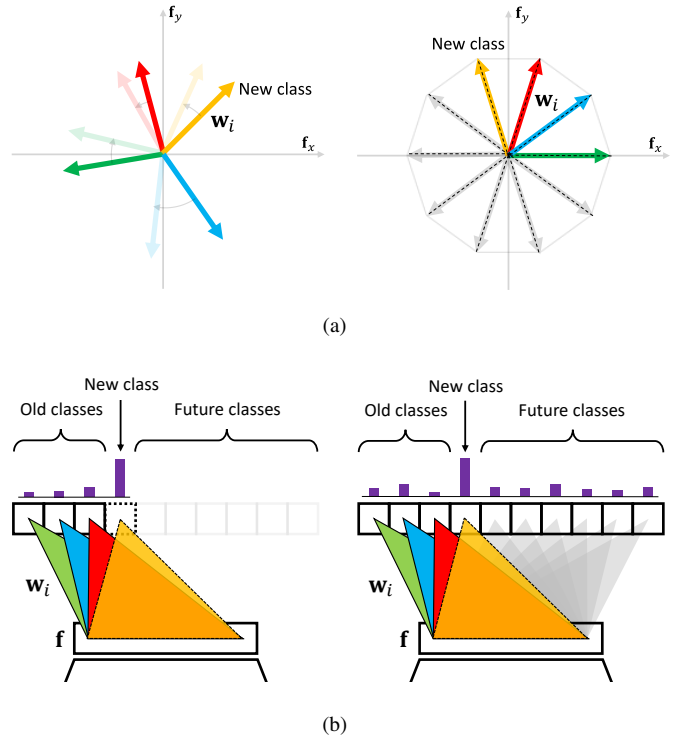 f_y
New class
w_i
f_x
f_y
New class
w_i
f_x
(a)
New class
Old classes
Future classes
w_i
f
New class
Old classes
Future classes
w_i
f
(b)